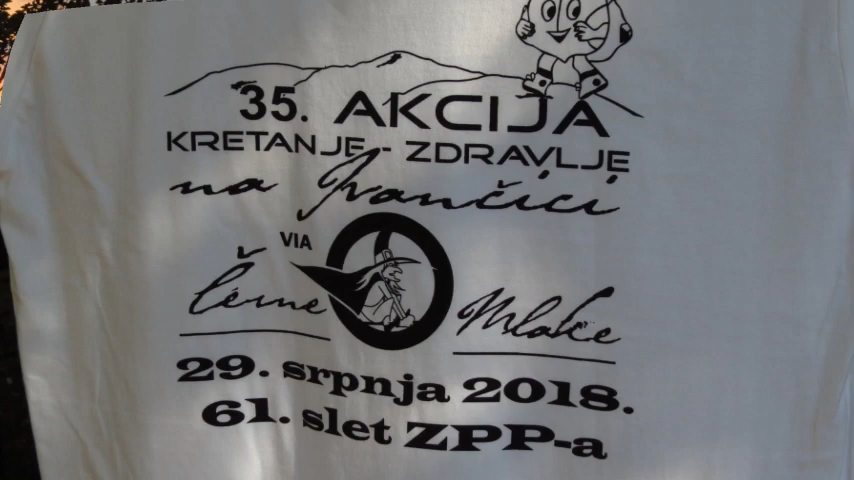 35. AKCIJA
KRETANJE - ZDRAVLJE
na Ivančici
VIA
Černe Mlake
29. srpnja 2018.
61. slet ZPP-a